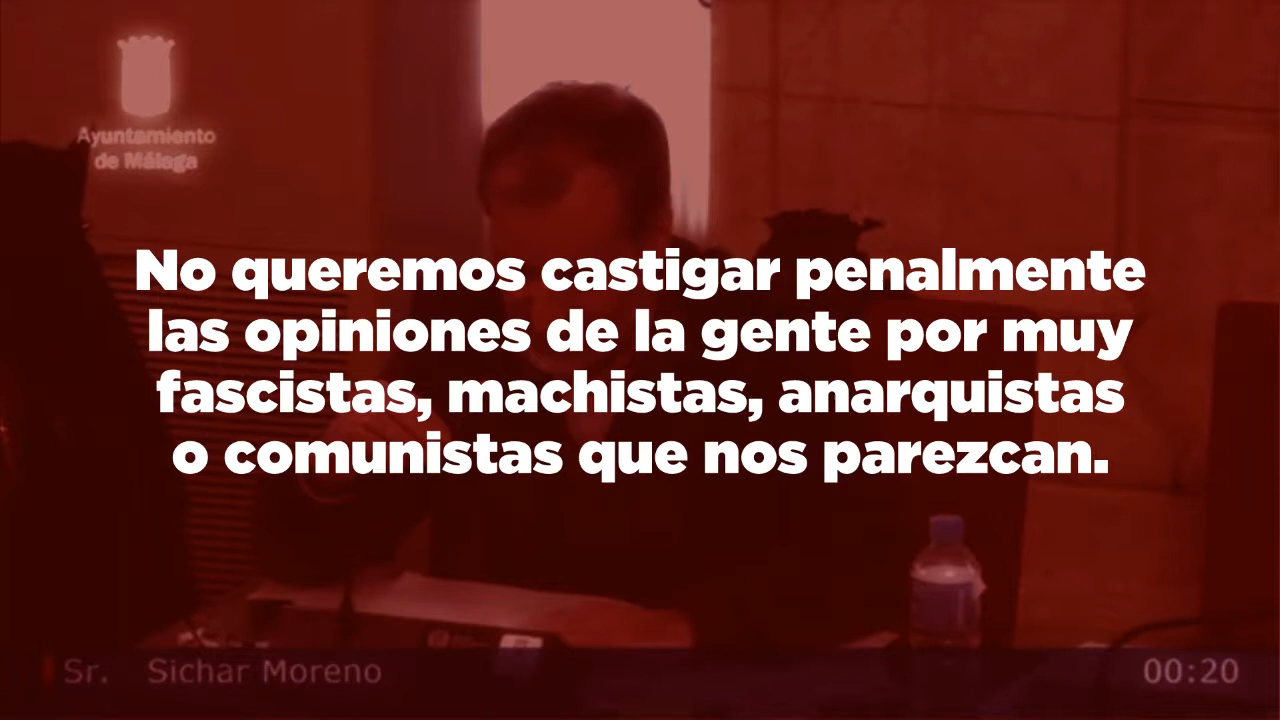 Ayuntamiento
de Málaga
No queremos castigar penalmente
las opiniones de la gente por muy
fascistas, machistas, anarquistas
o comunistas que nos parezcan.
Sr. Sichar Moreno 00:20